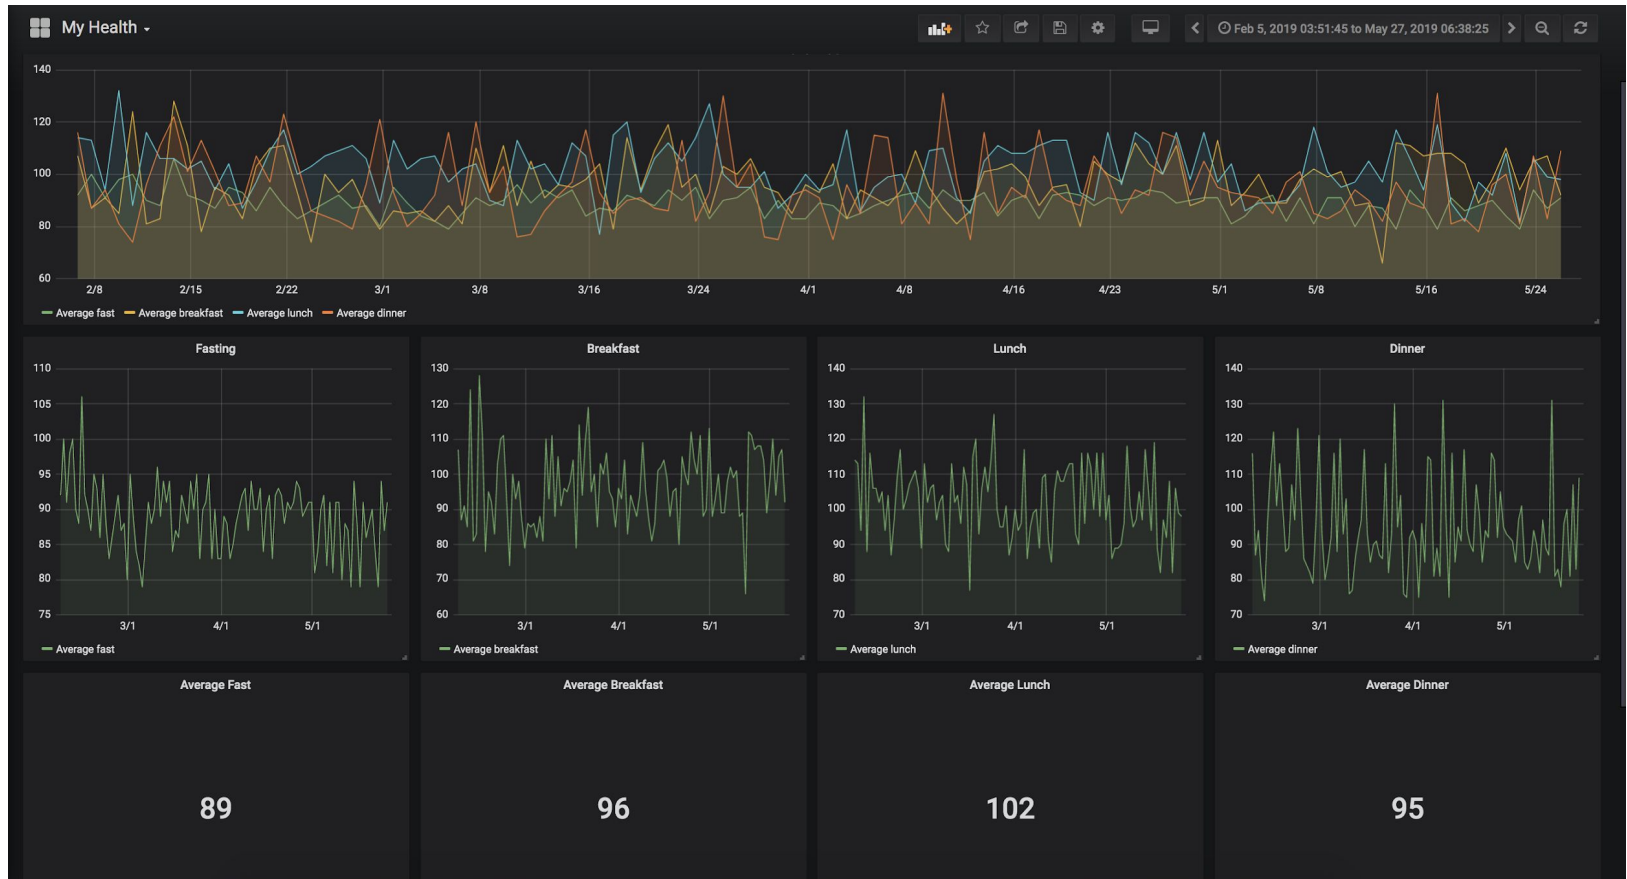 My Health
Feb 5, 2019 03:51:45 to May 27, 2019 06:38:25
140
120
100
80
60
2/8 2/15 2/22 3/1 3/8 3/16 3/24 4/1 4/8 4/16 4/23 5/1 5/8 5/16 5/24
Average fast Average breakfast Average lunch Average dinner
Fasting
110
105
100
95
90
85
80
75
3/1 4/1 5/1
Average fast
Breakfast
130
120
110
100
90
80
70
60
3/1 4/1 5/1
Average breakfast
Lunch
140
130
120
110
100
90
80
70
3/1 4/1 5/1
Average lunch
Dinner
140
130
120
110
100
90
80
70
3/1 4/1 5/1
Average dinner
Average Fast
89
Average Breakfast
96
Average Lunch
102
Average Dinner
95